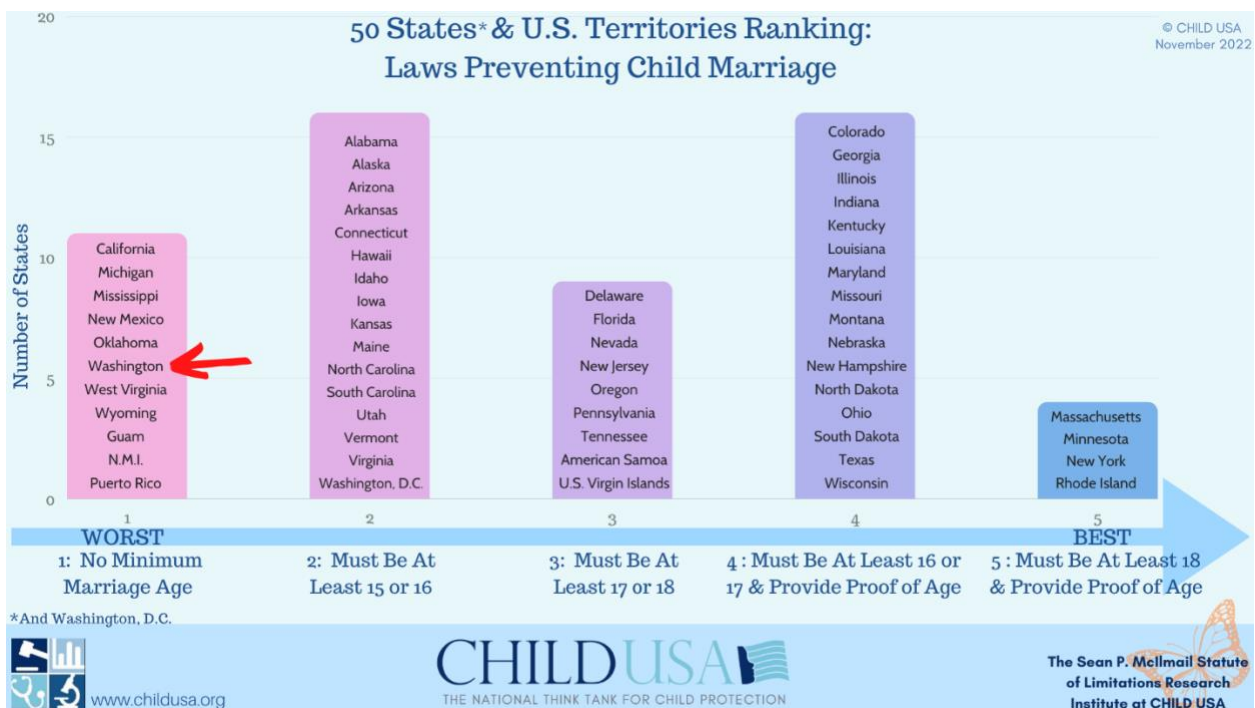 50 States* & U.S. Territories Ranking:
Laws Preventing Child Marriage
© CHILD USA
November 2022
Number of States
20
15
10
5
0
California
Michigan
Mississippi
New Mexico
Oklahoma
Washington
West Virginia
Wyoming
Guam
N.M.I.
Puerto Rico
Alabama
Alaska
Arizona
Arkansas
Connecticut
Hawaii
Idaho
Iowa
Kansas
Maine
North Carolina
South Carolina
Utah
Vermont
Virginia
Washington, D.C.
Delaware
Florida
Nevada
New Jersey
Oregon
Pennsylvania
Tennessee
American Samoa
U.S. Virgin Islands
Colorado
Georgia
Illinois
Indiana
Kentucky
Louisiana
Maryland
Missouri
Montana
Nebraska
New Hampshire
North Dakota
Ohio
South Dakota
Texas
Wisconsin
Massachusetts
Minnesota
New York
Rhode Island
1 2 3 4 5
WORST BEST
1: No Minimum
Marriage Age
2: Must Be At
Least 15 or 16
3: Must Be At
Least 17 or 18
4 : Must Be At Least 16 or
17 & Provide Proof of Age
5 : Must Be At Least 18
& Provide Proof of Age
*And Washington, D.C.
www.childusa.org
CHILD USA
THE NATIONAL THINK TANK FOR CHILD PROTECTION
The Sean P. McIlmail Statute
of Limitations Research
Institute at CHILD USA